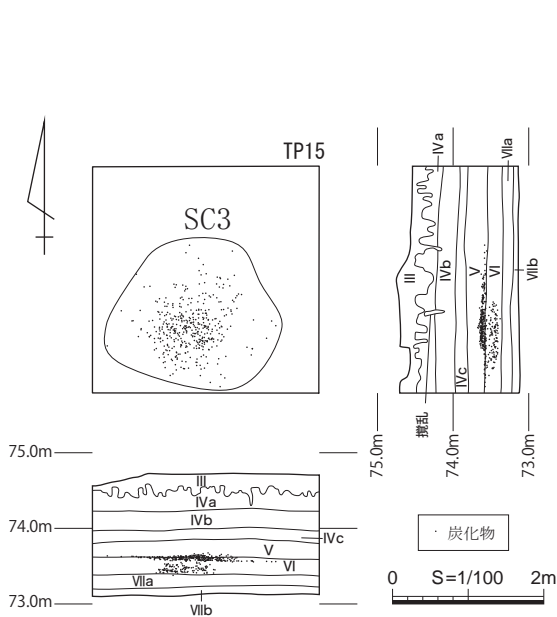 TP15
SC3
IVa
VIIa
III
IVb
V
VI
VIIb
IVc
撹乱
75.0m
74.0m
73.0m
75.0m
74.0m
73.0m
III
IVa
IVb
IVc
V
VI
VIIa
VIIb
炭化物
0 S=1/100 2m